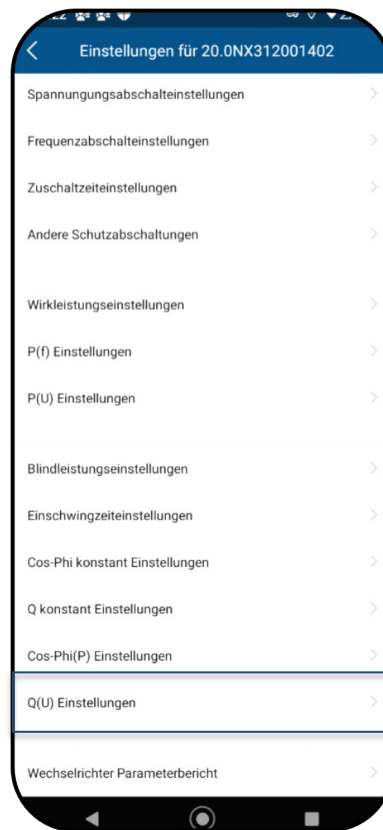 Einstellungen für 20.0NX312001402
Spannungungsabschalteinstellungen
Frequenzabschalteinstellungen
Zuschaltzeiteinstellungen
Andere Schutzabschaltungen
Wirkleistungseinstellungen
P(f) Einstellungen
P(U) Einstellungen
Blindleistungseinstellungen
Einschwingzeiteinstellungen
Cos-Phi konstant Einstellungen
Q konstant Einstellungen
Cos-Phi(P) Einstellungen
Q(U) Einstellungen
Wechselrichter Parameterbericht